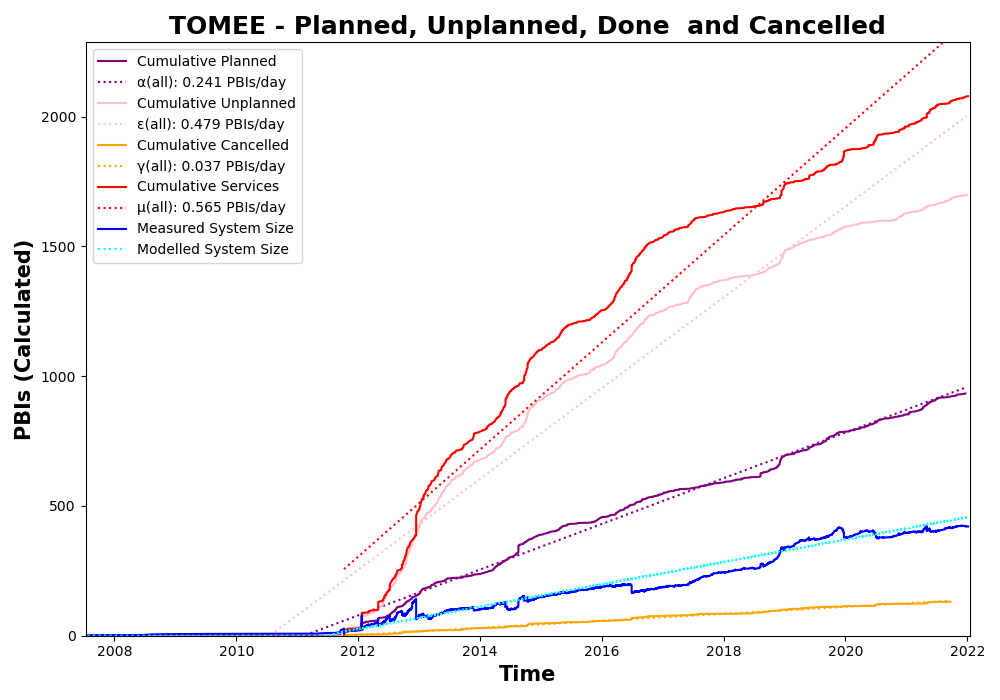 TOMEE - Planned, Unplanned, Done  and Cancelled
Cumulative Planned
α(all): 0.241 PBIs/day
Cumulative Unplanned
ε(all): 0.479 PBIs/day
Cumulative Cancelled
γ(all): 0.037 PBIs/day
Cumulative Services
μ(all): 0.565 PBIs/day
Measured System Size
Modelled System Size
PBIs (Calculated)
2000
1500
1000
500
0
2008 2010 2012 2014 2016 2018 2020 2022
Time